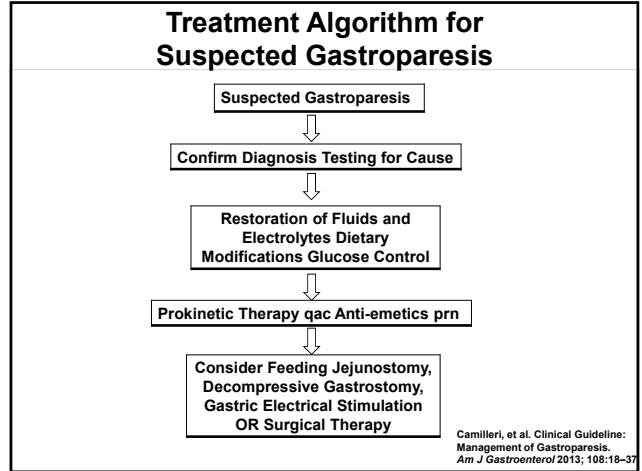 Treatment Algorithm for
Suspected Gastroparesis
Suspected Gastroparesis
Confirm Diagnosis Testing for Cause
Restoration of Fluids and
Electrolytes Dietary
Modifications Glucose Control
Prokinetic Therapy qac Anti-emetics prn
Consider Feeding Jejunostomy,
Decompressive Gastrostomy,
Gastric Electrical Stimulation
OR Surgical Therapy
Camilleri, et al. Clinical Guideline:
Management of Gastroparesis.
Am J Gastroenterol 2013; 108:18–37